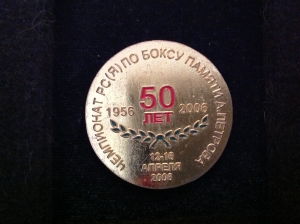 ЧЕМПИОНАТ РС(Я) ПО БОКСУ ПАМЯТИ А.ПЕТРОВА
1956 50 2006
ЛЕТ
12-16
АПРЕЛЯ
2006